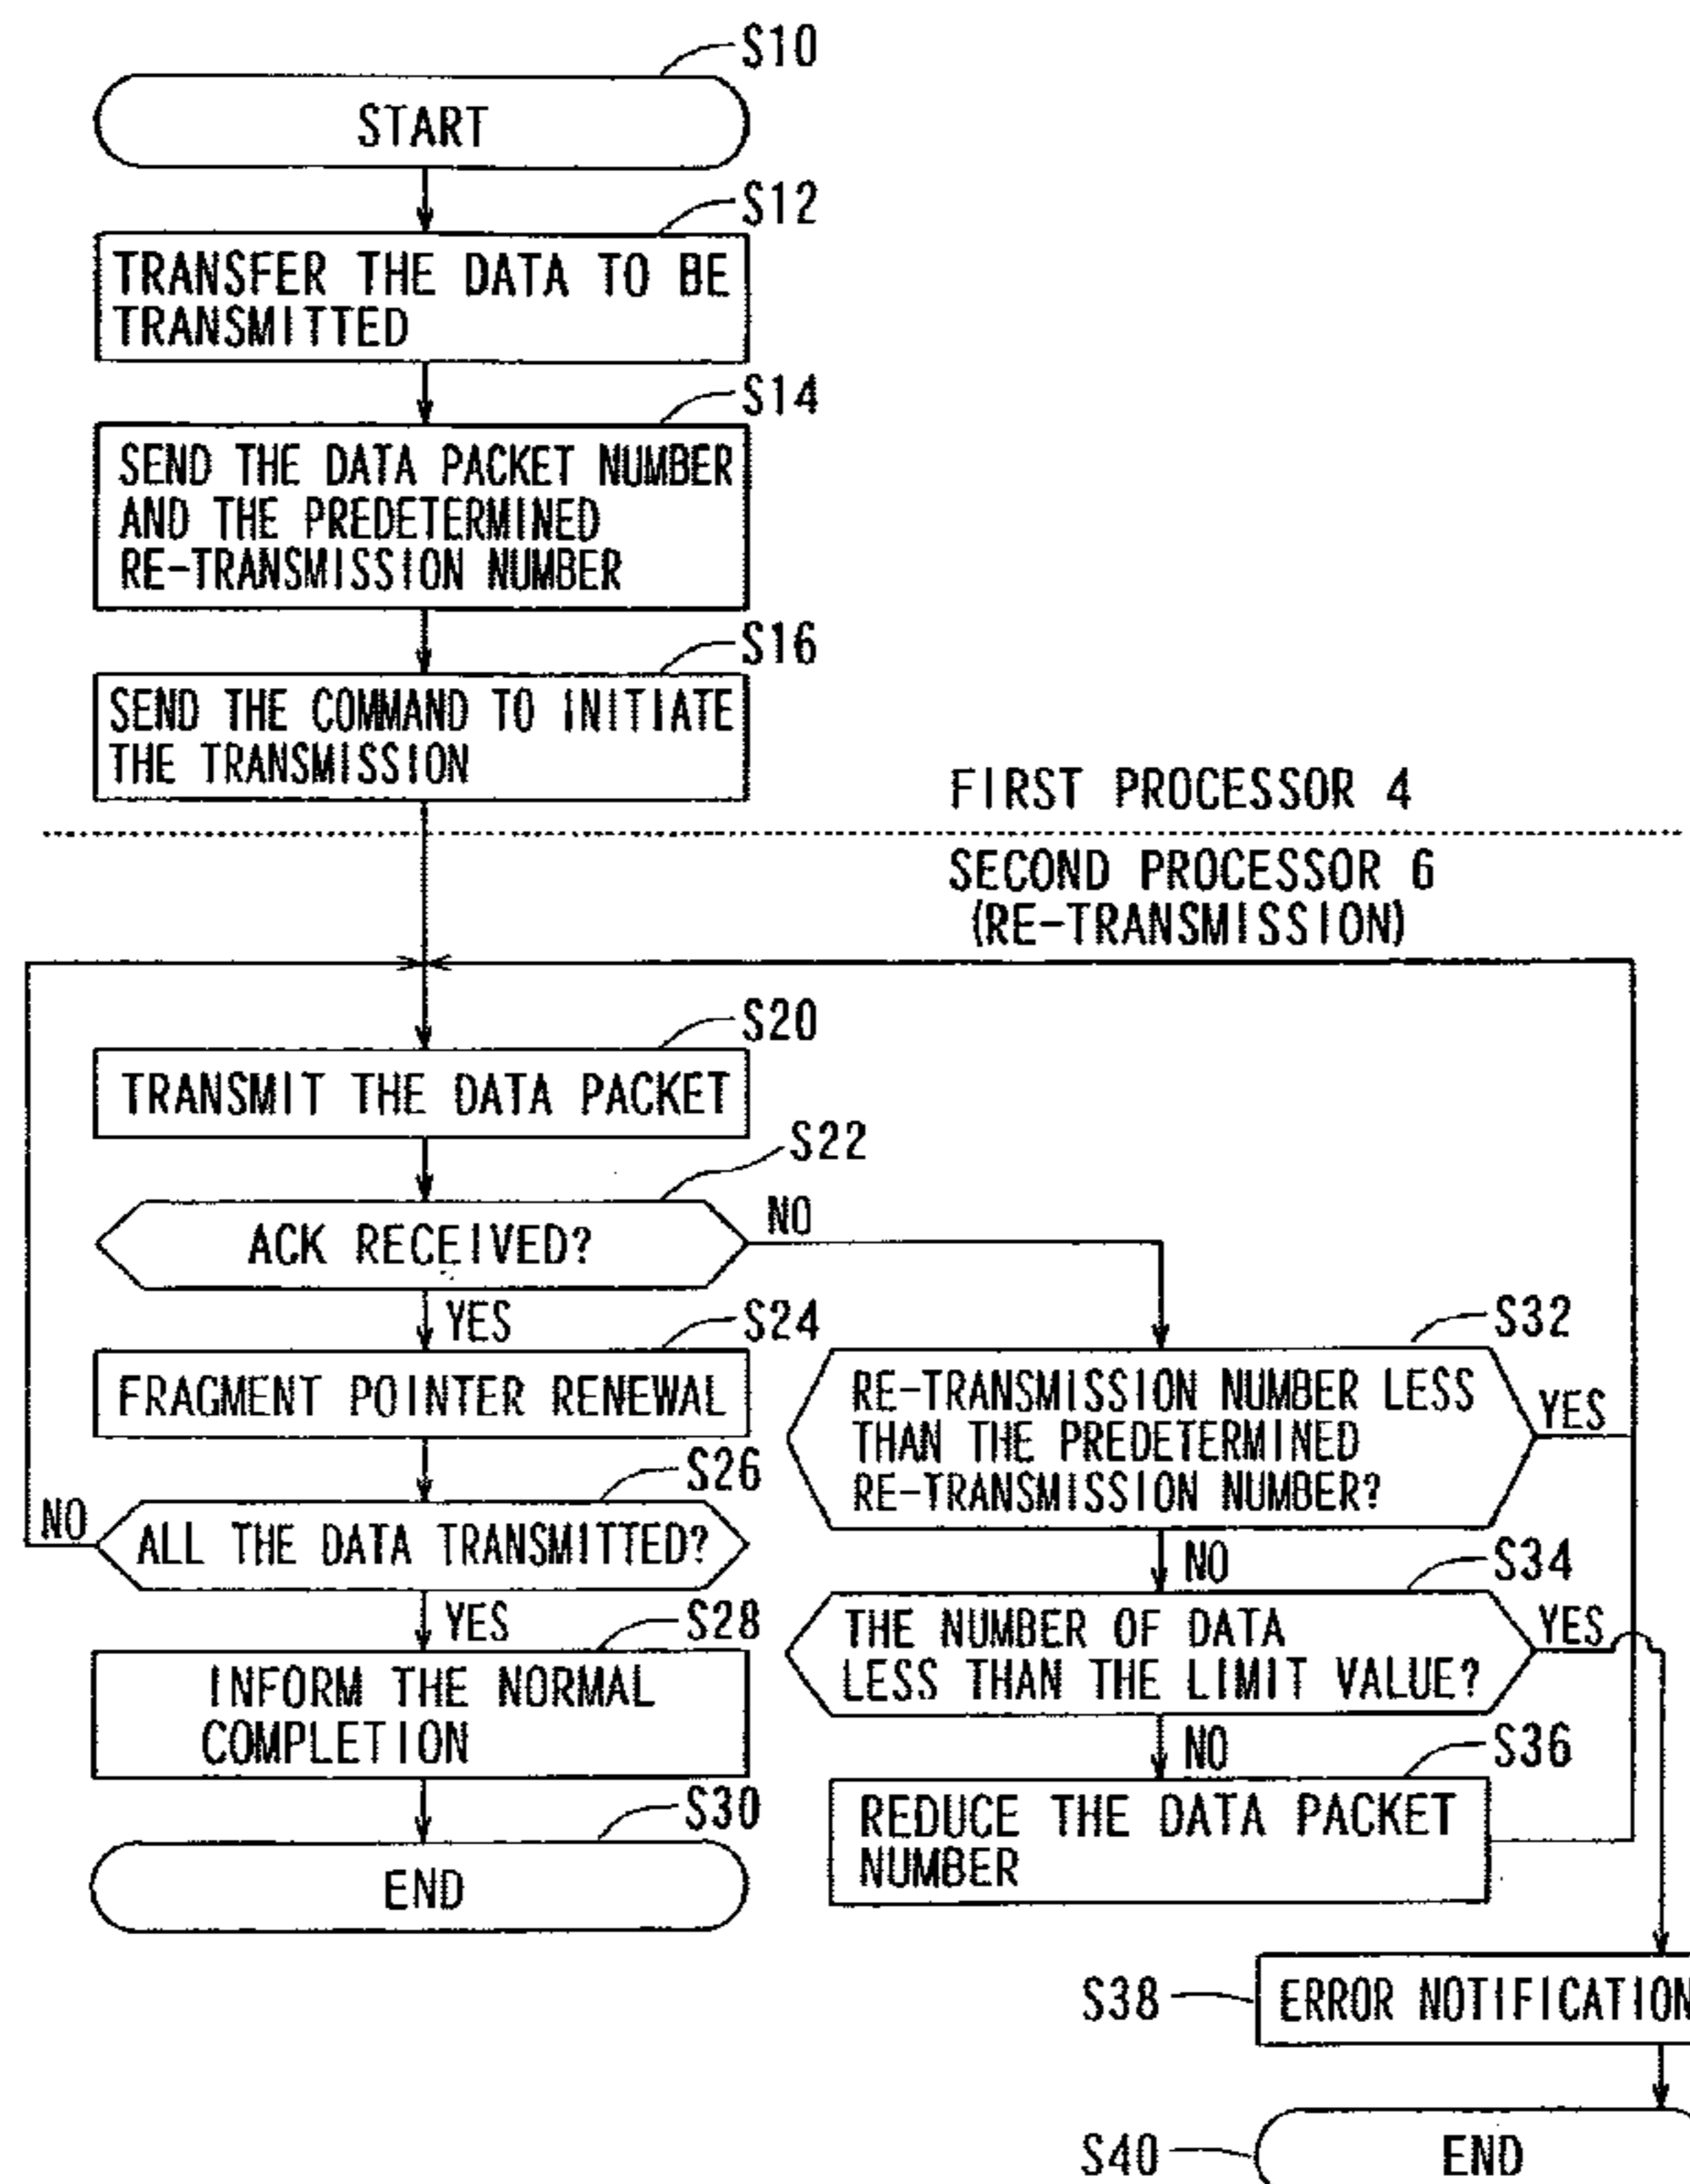 S10
START
S12
TRANSFER THE DATA TO BE
TRANSMITTED
S14
SEND THE DATA PACKET NUMBER
AND THE PREDETERMINED
RE-TRANSMISSION NUMBER
S16
SEND THE COMMAND TO INITIATE
THE TRANSMISSION
FIRST PROCESSOR 4
SECOND PROCESSOR 6
(RE-TRANSMISSION)
S20
TRANSMIT THE DATA PACKET
S22
ACK RECEIVED?
NO
YES
S24
FRAGMENT POINTER RENEWAL
S26
ALL THE DATA TRANSMITTED?
NO
YES
S28
INFORM THE NORMAL
COMPLETION
S30
END
S32
RE-TRANSMISSION NUMBER LESS
THAN THE PREDETERMINED
RE-TRANSMISSION NUMBER?
YES
NO
S34
THE NUMBER OF DATA
LESS THAN THE LIMIT VALUE?
YES
NO
S36
REDUCE THE DATA PACKET
NUMBER
S38
ERROR NOTIFICATION
S40
END